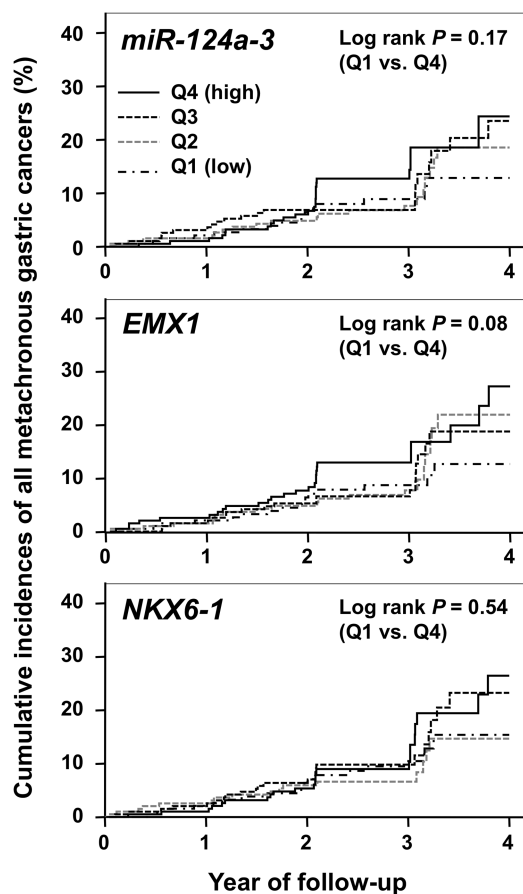 Cumulative incidences of all metachronous gastric cancers (%)
miR-124a-3
Log rank P = 0.17
(Q1 vs. Q4)
Q4 (high)
Q3
Q2
Q1 (low)
40
30
20
10
0
0 1 2 3 4
EMX1
Log rank P = 0.08
(Q1 vs. Q4)
40
30
20
10
0
0 1 2 3 4
NKX6-1
Log rank P = 0.54
(Q1 vs. Q4)
40
30
20
10
0
0 1 2 3 4
Year of follow-up